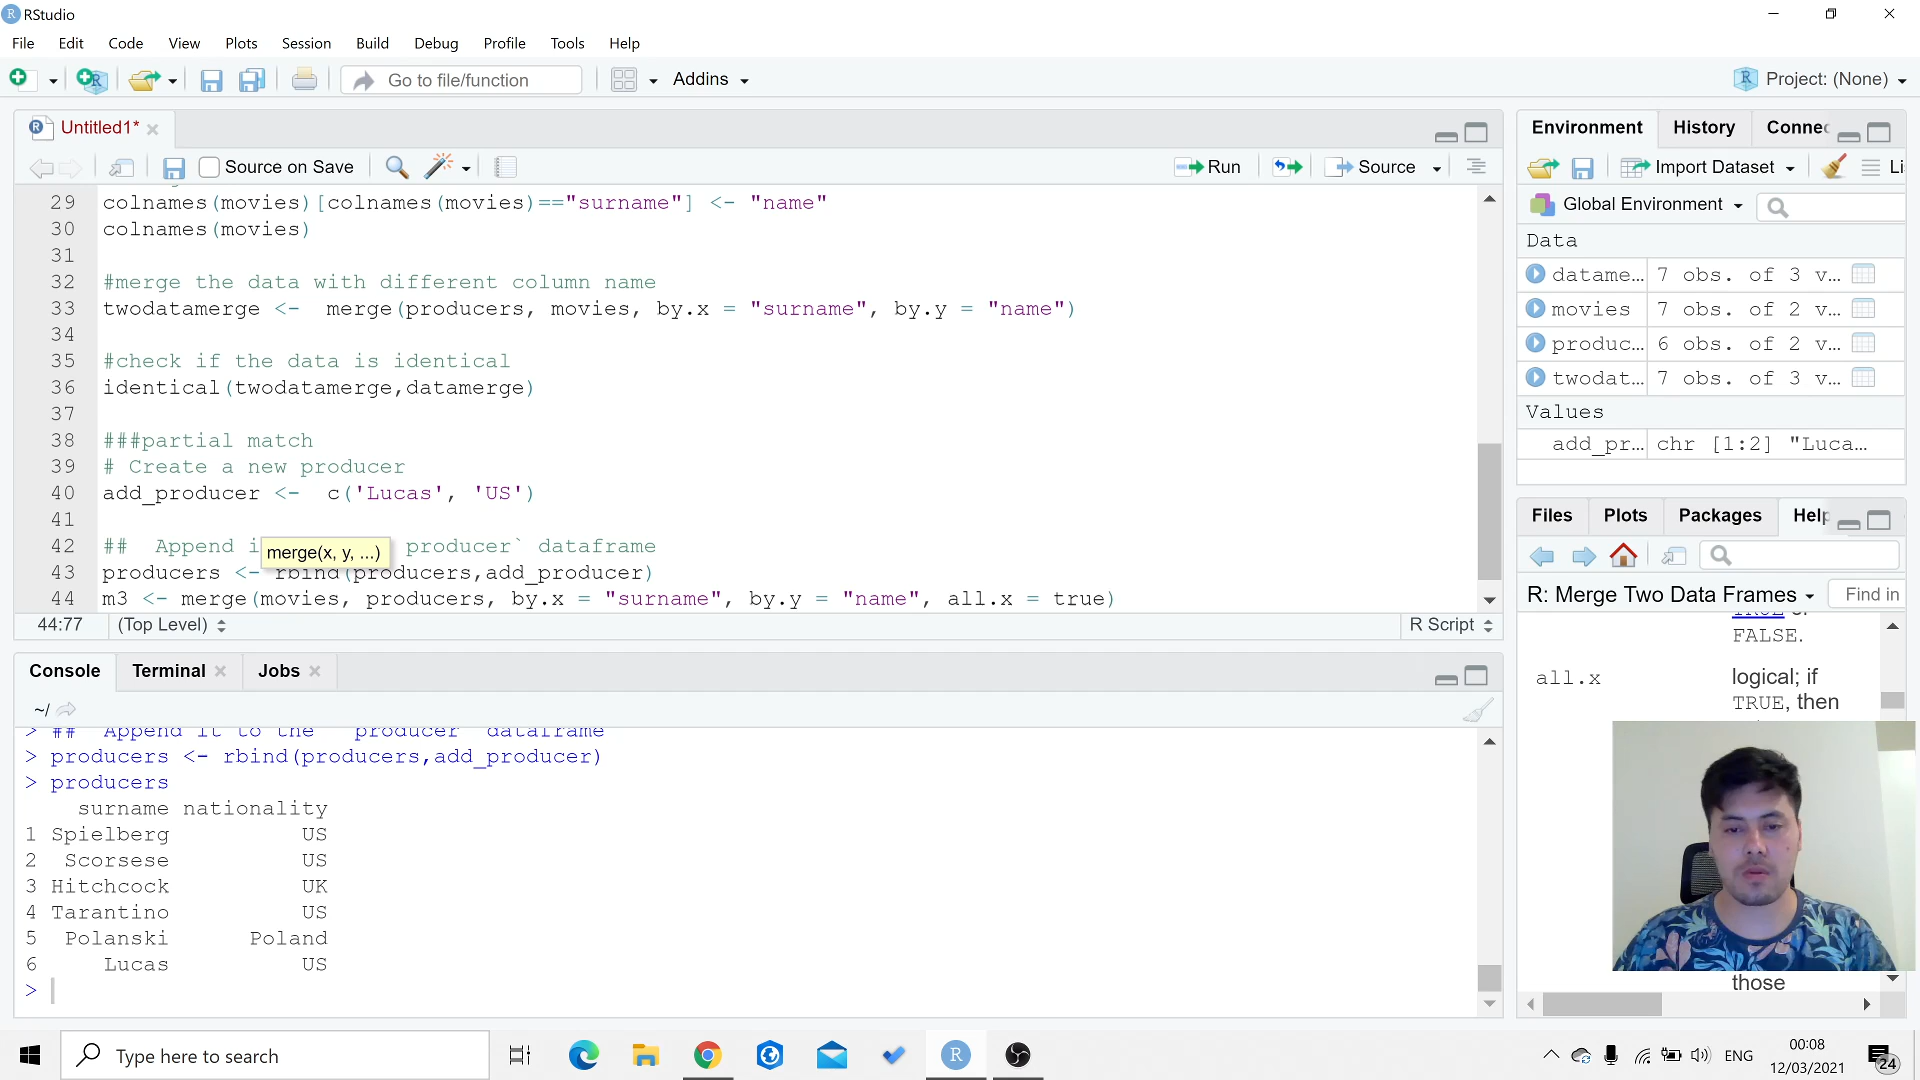 RStudio
File Edit Code View Plots Session Build Debug Profile Tools Help
Go to file/function Addins Project: (None)
Untitled1*
Source on Save Run Source
29 colnames(movies)[colnames(movies)=="surname"] <- "name"
30 colnames(movies)
31
32 #merge the data with different column name
33 twodatamerge <-  merge(producers, movies, by.x = "surname", by.y = "name")
34
35 #check if the data is identical
36 identical(twodatamerge,datamerge)
37
38 ###partial match
39 # Create a new producer
40 add_producer <-  c('Lucas', 'US')
41
42 ##  Append i producer` dataframe
merge(x, y, ...)
43 producers <- rbind(producers,add_producer)
44 m3 <- merge(movies, producers, by.x = "surname", by.y = "name", all.x = true)
44:77 (Top Level) R Script
Console Terminal Jobs
~/
> ##  Append it to the `producer` dataframe
> producers <- rbind(producers,add_producer)
> producers
surname nationality
1 Spielberg US
2 Scorsese US
3 Hitchcock UK
4 Tarantino US
5 Polanski Poland
6 Lucas US
>
Environment History Connec
Import Dataset Li
Global Environment
Data
datame… 7 obs. of 3 v…
movies 7 obs. of 2 v…
produc… 6 obs. of 2 v…
twodat… 7 obs. of 3 v…
Values
add_pr… chr [1:2] "Luca…
Files Plots Packages Help
R: Merge Two Data Frames Find in
TRUE or
FALSE.
all.x logical; if
TRUE, then
those
Type here to search
R
ENG
00:08
12/03/2021
24